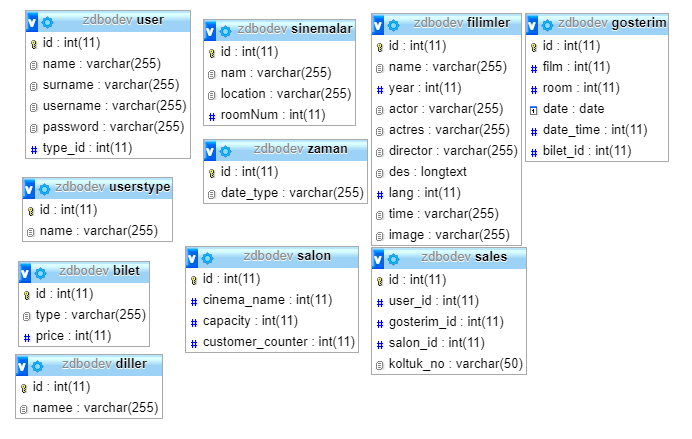 zdbodev user
id : int(11)
name : varchar(255)
surname : varchar(255)
username : varchar(255)
password : varchar(255)
type_id : int(11)
zdbodev sinemalar
id : int(11)
nam : varchar(255)
location : varchar(255)
roomNum : int(11)
zdbodev filimler
id : int(11)
name : varchar(255)
year : int(11)
actor : varchar(255)
actres : varchar(255)
director : varchar(255)
des : longtext
lang : int(11)
time : varchar(255)
image : varchar(255)
zdbodev gosterim
id : int(11)
film : int(11)
room : int(11)
date : date
date_time : int(11)
bilet_id : int(11)
zdbodev zaman
id : int(11)
date_type : varchar(255)
zdbodev userstype
id : int(11)
name : varchar(255)
zdbodev bilet
id : int(11)
type : varchar(255)
price : int(11)
zdbodev salon
id : int(11)
cinema_name : int(11)
capacity : int(11)
customer_counter : int(11)
zdbodev sales
id : int(11)
user_id : int(11)
gosterim_id : int(11)
salon_id : int(11)
koltuk_no : varchar(50)
zdbodev diller
id : int(11)
namee : varchar(255)